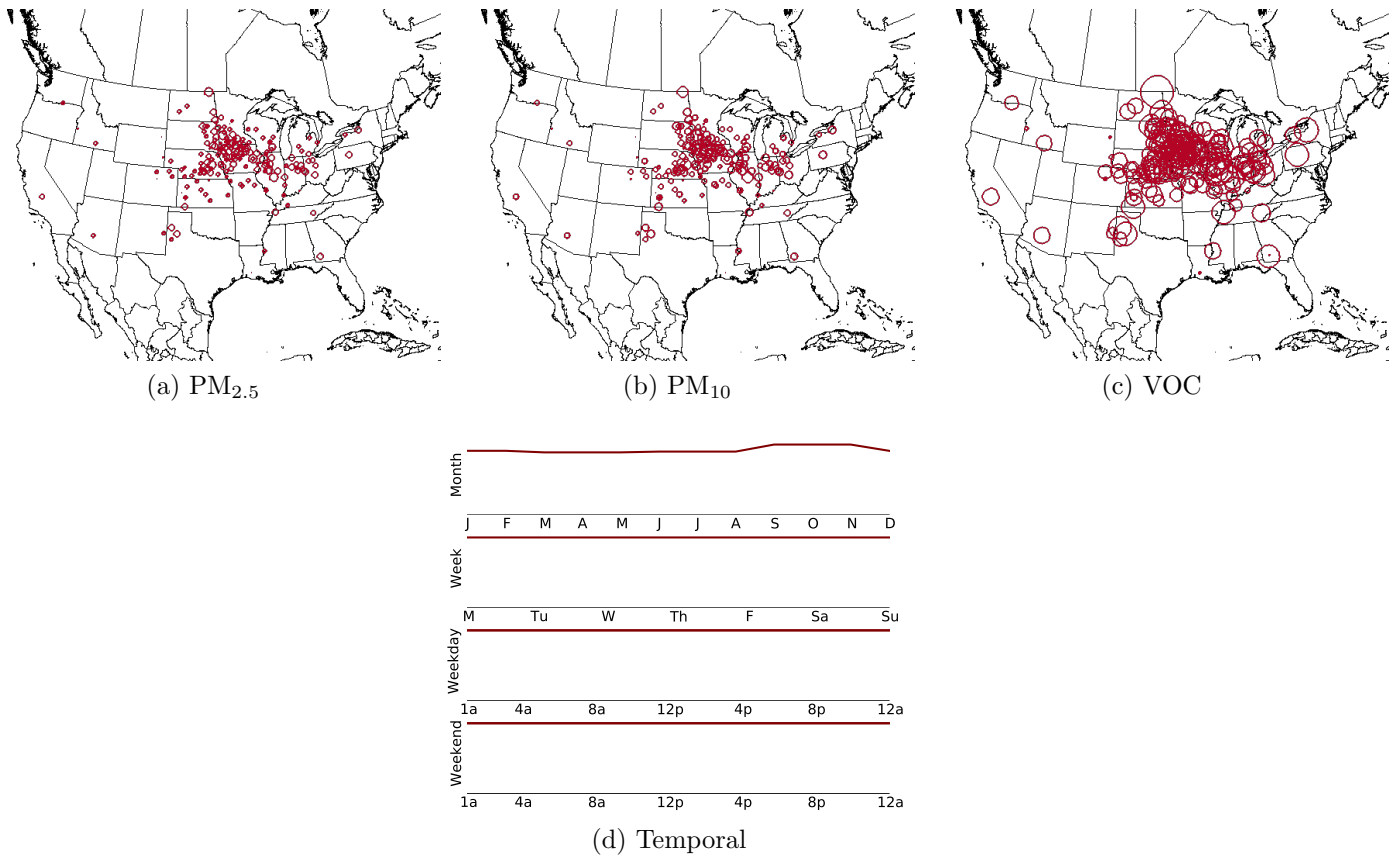 (a) PM2.5
(b) PM10
(c) VOC
Month
J F M A M J J A S O N D
Week
M Tu W Th F Sa Su
Weekday
1a 4a 8a 12p 4p 8p 12a
Weekend
1a 4a 8a 12p 4p 8p 12a
(d) Temporal